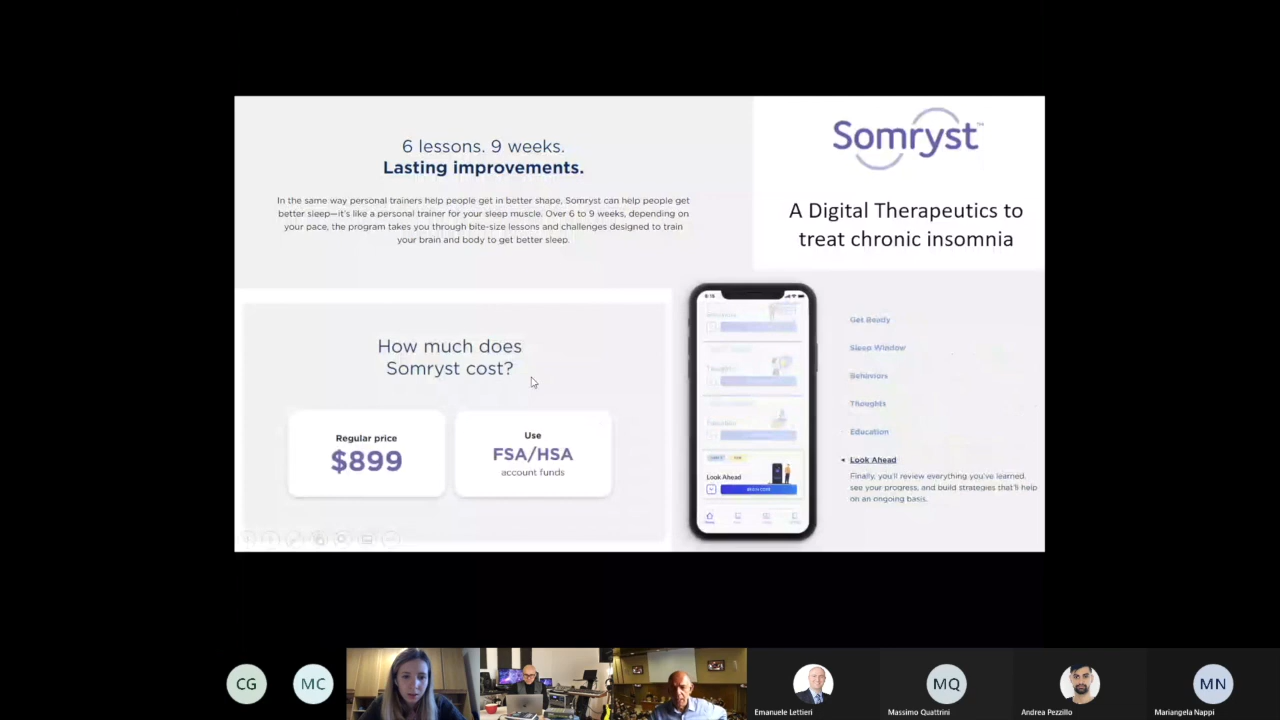 6 lessons. 9 weeks.
Lasting improvements.
In the same way personal trainers help people get in better shape, Somryst can help people get
better sleep—it's like a personal trainer for your sleep muscle. Over 6 to 9 weeks, depending on
your pace, the program takes you through bite-size lessons and challenges designed to train
your brain and body to get better sleep.
Somryst™
A Digital Therapeutics to
treat chronic insomnia
How much does
Somryst cost?
Regular price
$899
Use
FSA/HSA
account funds
Look Ahead
Get Ready
Sleep Window
Behaviors
Thoughts
Education
Look Ahead
Finally, you'll review everything you've learned,
see your progress, and build strategies that'll help
on an ongoing basis.
CG
MC
Emanuele Lettieri
MQ
Massimo Quattrini
Andrea Pezzillo
MN
Mariangela Nappi